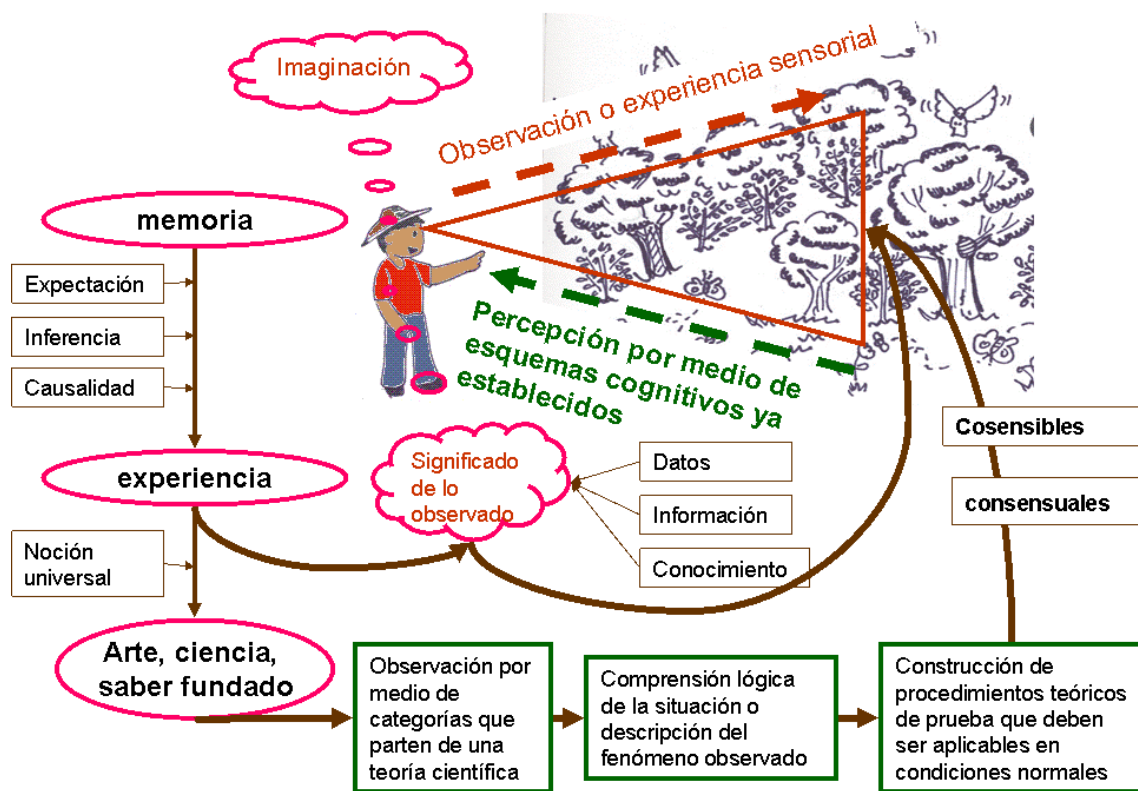 Imaginación
Observación o experiencia sensorial
memoria
Expectación
Inferencia
Causalidad
Percepción por medio de
esquemas cognitivos ya
establecidos
experiencia
Significado
de lo
observado
Datos
Información
Conocimiento
Cosensibles
consensuales
Noción
universal
Arte, ciencia,
saber fundado
Observación por
medio de
categorías que
parten de una
teoría científica
Comprensión lógica
de la situación o
descripción del
fenómeno observado
Construcción de
procedimientos teóricos
de prueba que deben
ser aplicables en
condiciones normales